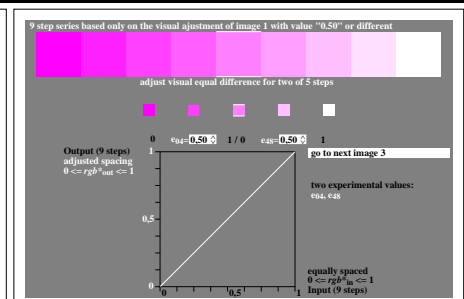 9 step series based only on the visual ajustment of image 1 with value "0.50" or different
adjust visual equal difference for two of 5 steps
0 e04=0,50 1 / 0 e48=0,50 1
Output (9 steps)
adjusted spacing
0 <= rgb*out <= 1
go to next image 3
two experimental values:
e04, e48
1
0,5
0
0 0,5 1
equally spaced
0 <= rgb*in <= 1
Input (9 steps)